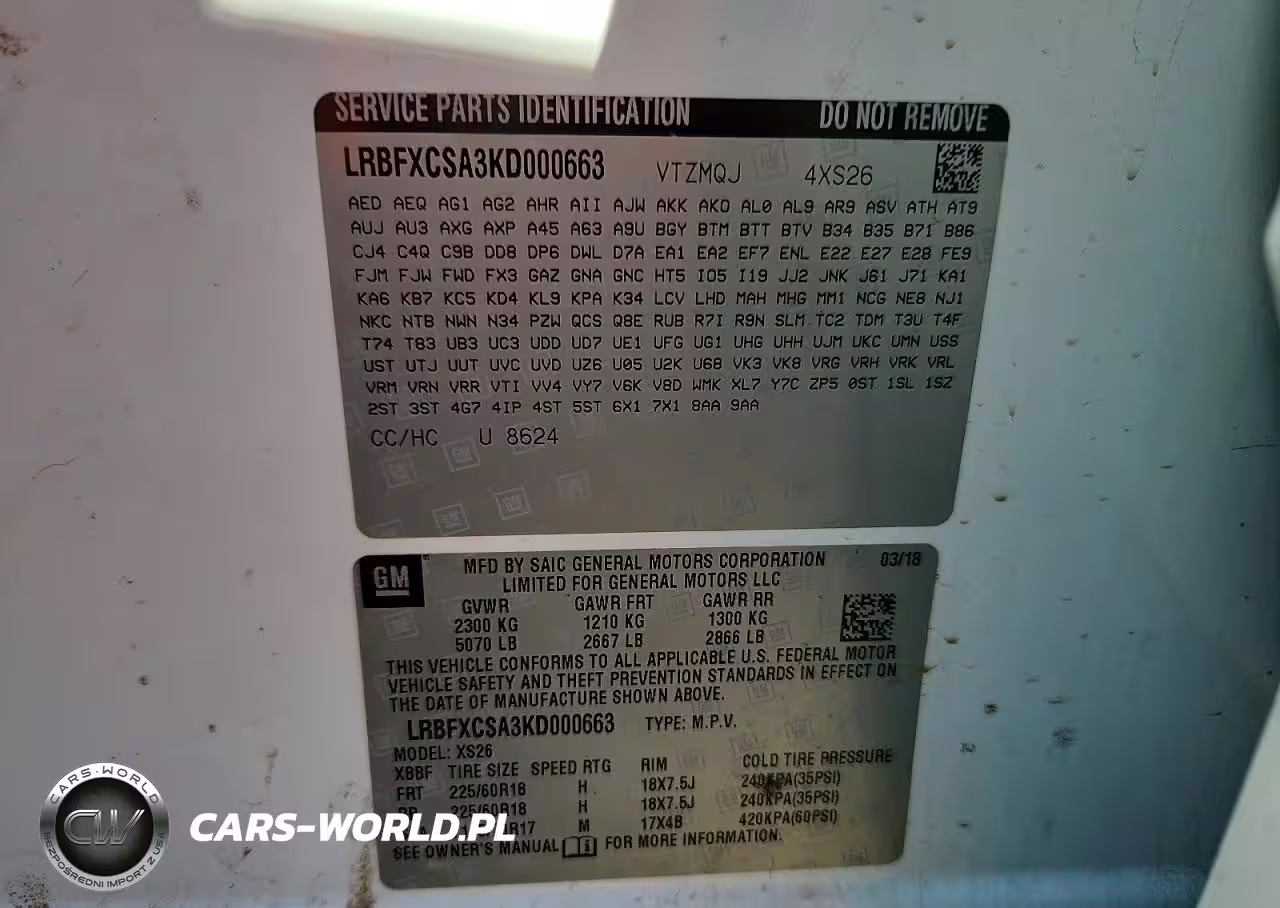 SERVICE PARTS IDENTIFICATION DO NOT REMOVE
LRBFXCSA3KD000663 VTZMQJ 4XS26
AED AEQ AG1 AG2 AHR AII AJW AKK AKO AL0 AL9 AR9 ASV ATH AT9
AUJ AU3 AXG AXP A45 A63 A9U BGY BTM BTT BTV B34 B35 B71 B86
CJ4 C4Q C9B DD8 DP6 DWL D7A EA1 EA2 EF7 ENL E22 E27 E28 FE9
FJM FJW FWD FX3 GAZ GNA GNC HT5 IO5 I19 JJ2 JNK J61 J71 KA1
KA6 KB7 KC5 KD4 KL9 KPA K34 LCV LHD MAH MHG MM1 NCG NE8 NJ1
NKC NTB NWN N34 PZW QCS Q8E RUB R7I R9N SLM TC2 TDM T3U T4F
T74 T83 UB3 UC3 UDD UD7 UE1 UFG UG1 UHG UHH UJM UKC UMN USS
UST UTJ UUT UVC UVD UZ6 U05 U2K U68 VK3 VK8 VRG VRH VRK VRL
VRM VRN VRR VTI VV4 VY7 V6K V8D WMK XL7 Y7C ZP5 0ST 1SL 1SZ
2ST 3ST 4G7 4IP 4ST 5ST 6X1 7X1 8AA 9AA
CC/HC U 8624
GM MFD BY SAIC GENERAL MOTORS CORPORATION 03/18
LIMITED FOR GENERAL MOTORS LLC
GVWR GAWR FRT GAWR RR
2300 KG 1210 KG 1300 KG
5070 LB 2667 LB 2866 LB
THIS VEHICLE CONFORMS TO ALL APPLICABLE U.S. FEDERAL MOTOR
VEHICLE SAFETY AND THEFT PREVENTION STANDARDS IN EFFECT ON
THE DATE OF MANUFACTURE SHOWN ABOVE.
LRBFXCSA3KD000663 TYPE: M.P.V.
MODEL: XS26
XBBF TIRE SIZE SPEED RTG RIM COLD TIRE PRESSURE
FRT 225/60R18 H 18X7.5J 240KPA(35PSI)
225/60R18 H 18X7.5J 240KPA(35PSI)
M 17X4B 420KPA(60PSI)
SEE OWNER'S MANUAL FOR MORE INFORMATION.
CARS-WORLD
CW
BEZPOŚREDNI IMPORT Z USA
CARS-WORLD.PL